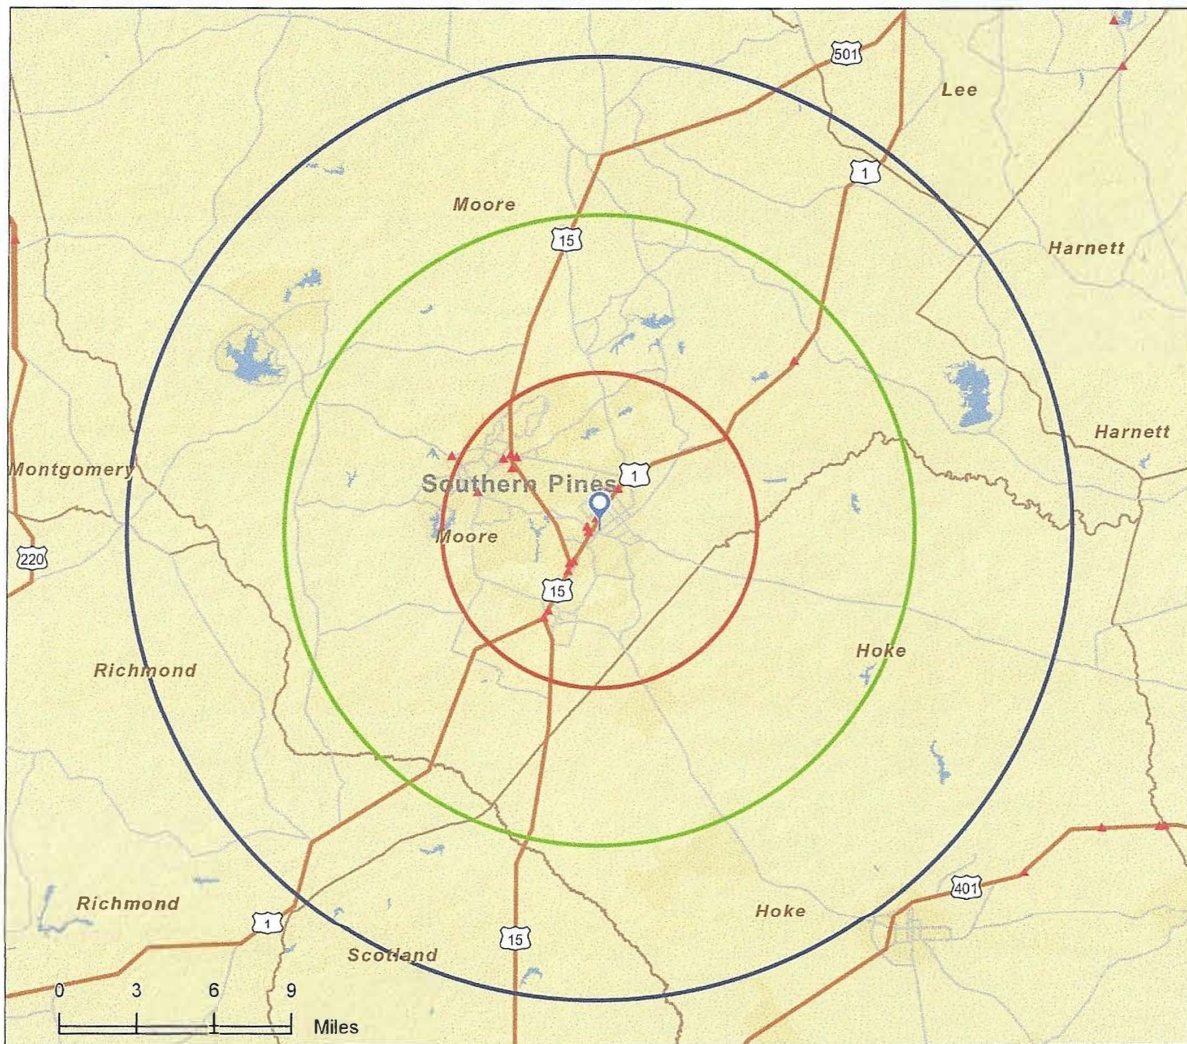 501
Lee
1
Moore
15
Harnett
Harnett
Montgomery
1
Southern Pines
Moore
220
15
Hoke
Richmond
401
Richmond
Hoke
1
15
Scotland
0 3 6 9
Miles